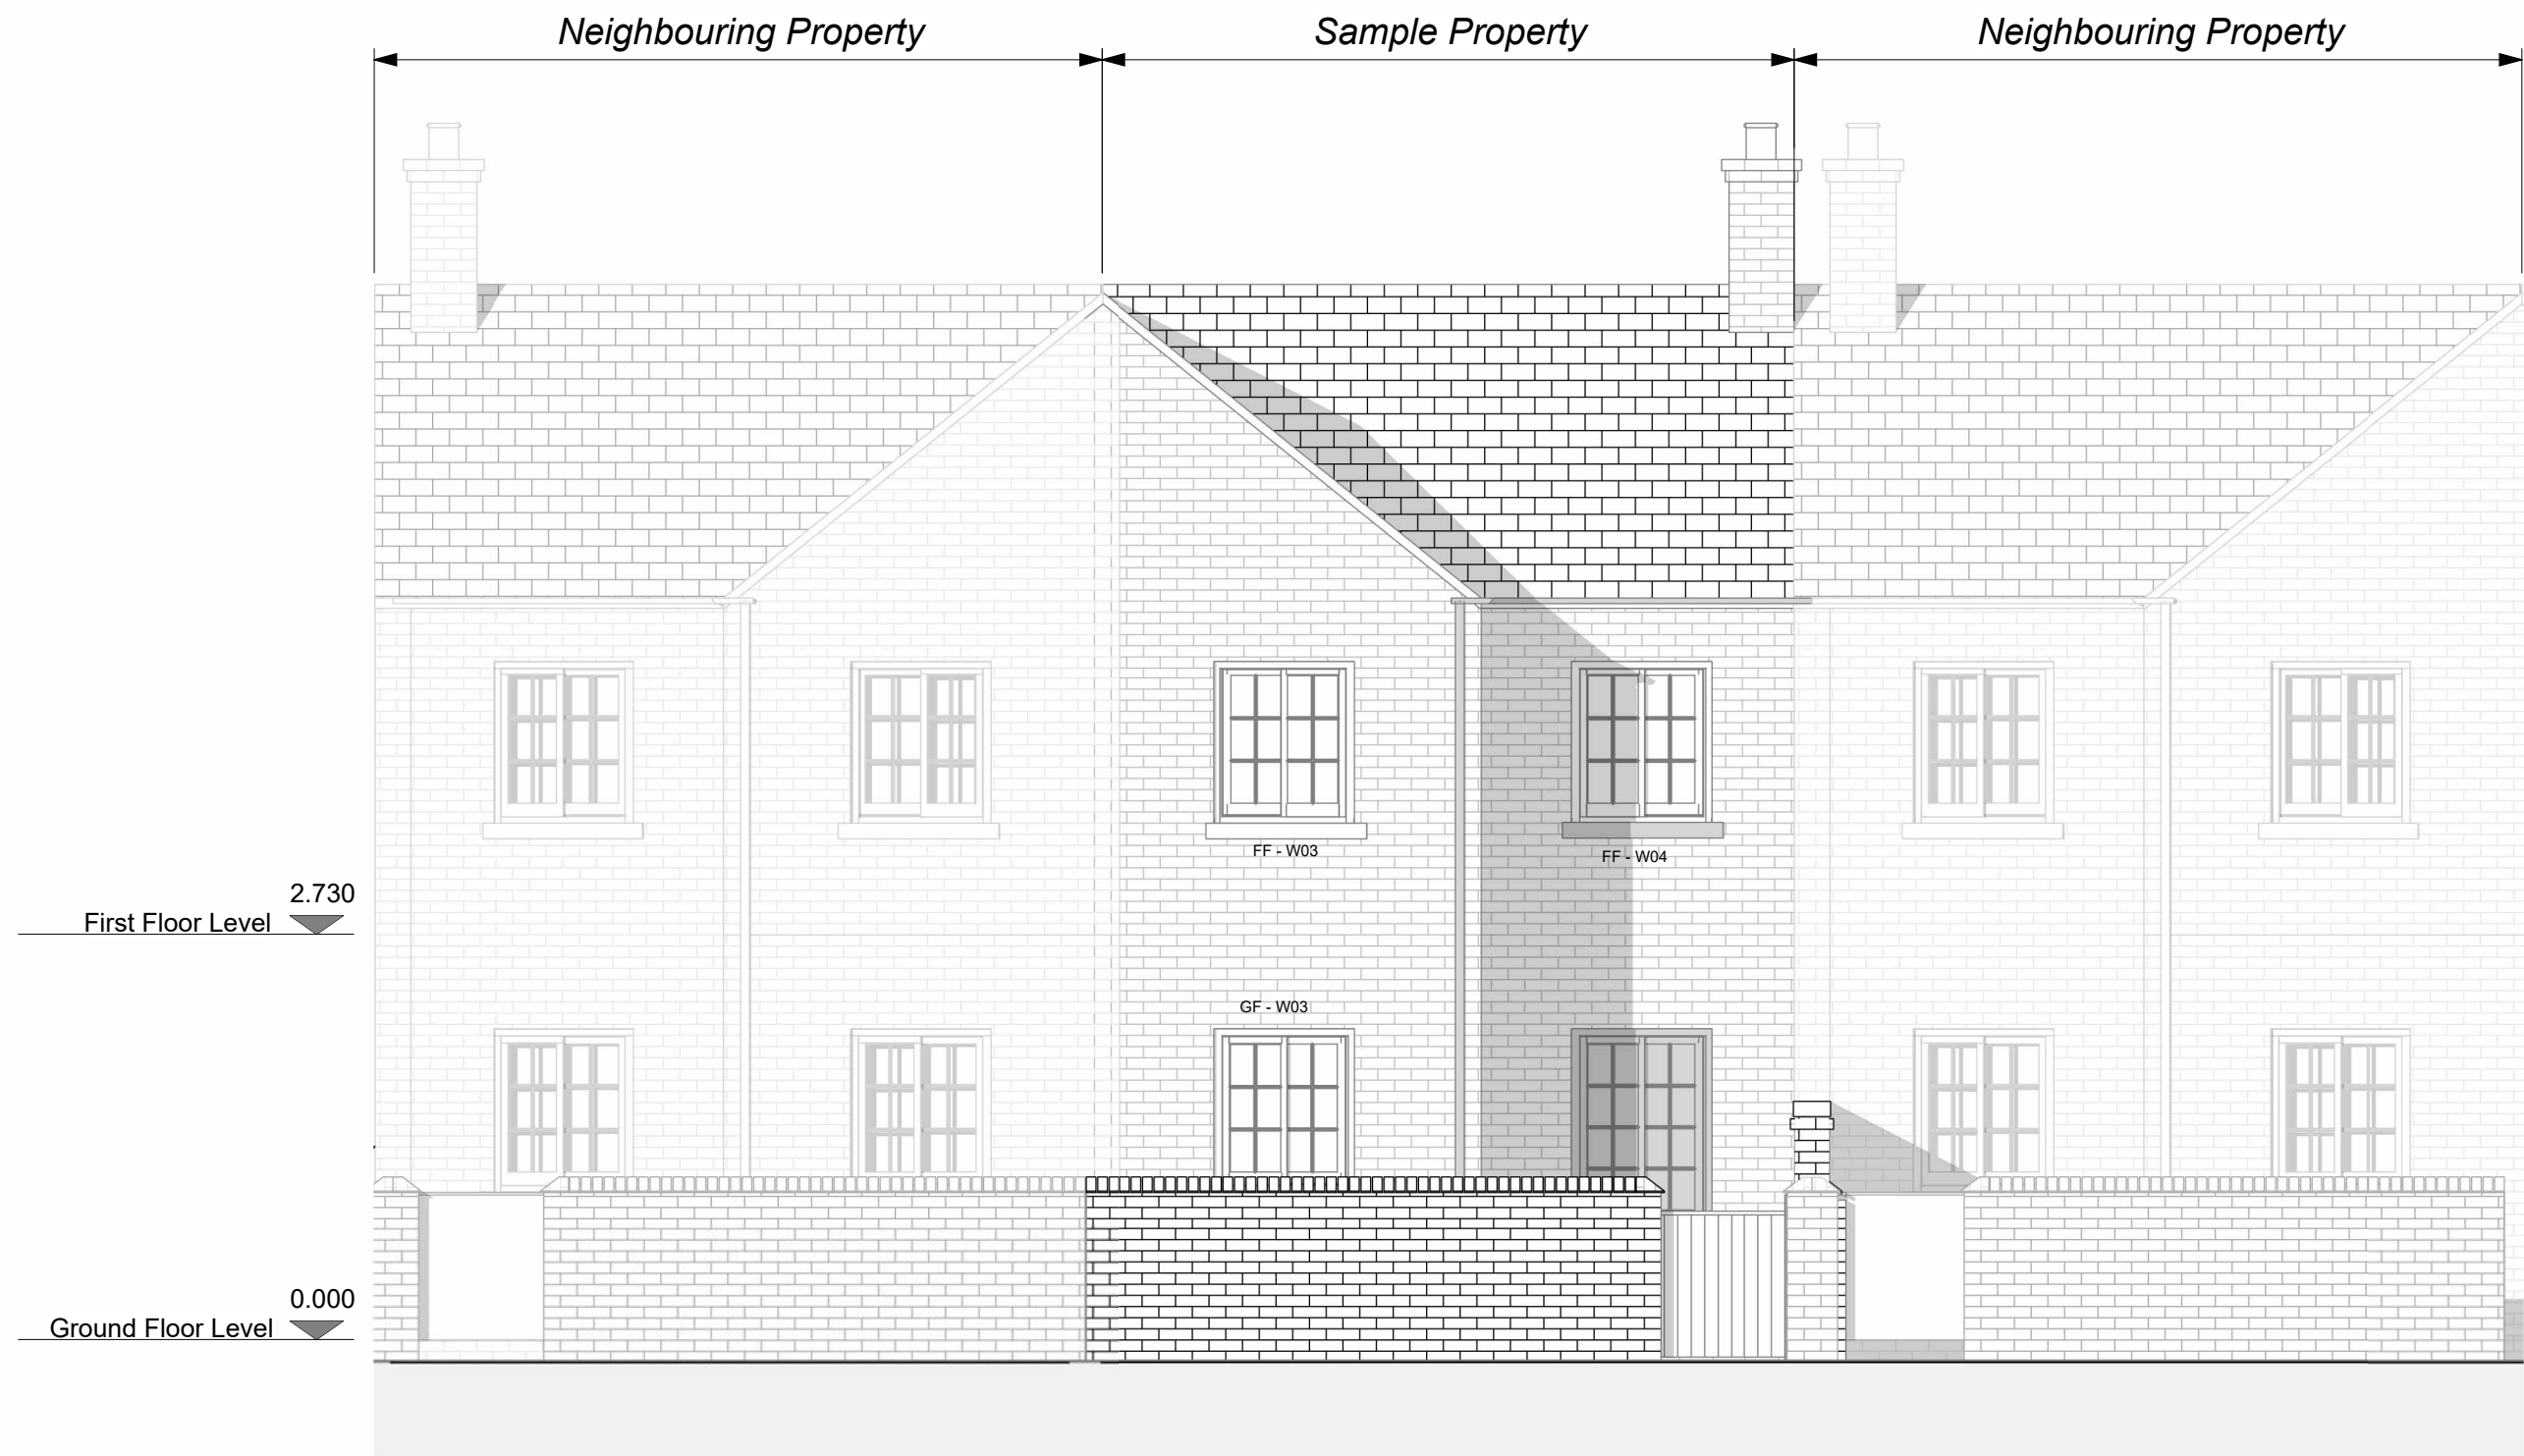 Neighbouring Property
Sample Property
Neighbouring Property
FF - W03
FF - W04
2.730
First Floor Level
GF - W03
0.000
Ground Floor Level